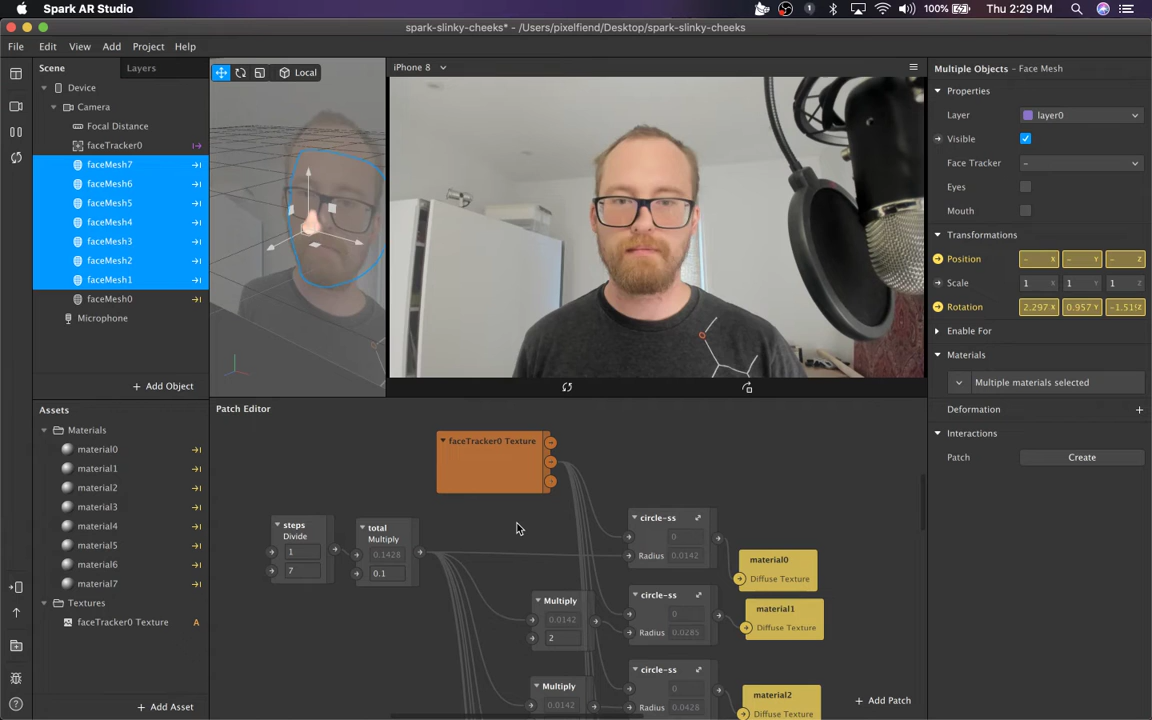 Spark AR Studio
100%
Thu 2:29 PM
spark-slinky-cheeks* - /Users/pixelfiend/Desktop/spark-slinky-cheeks
File Edit View Add Project Help
Scene Layers
Device
Camera
Focal Distance
faceTracker0
faceMesh7
faceMesh6
faceMesh5
faceMesh4
faceMesh3
faceMesh2
faceMesh1
faceMesh0
Microphone
+ Add Object
Assets
Materials
material0
material1
material2
material3
material4
material5
material6
material7
Textures
faceTracker0 Texture A
+ Add Asset
Local
iPhone 8
Patch Editor
faceTracker0 Texture
steps
Divide
1
7
total
Multiply
0.1428
0.1
Multiply
0.0142
2
Multiply
0.0142
circle-ss
0
Radius 0.0142
circle-ss
0
Radius 0.0285
circle-ss
0
Radius 0.0428
material0
Diffuse Texture
material1
Diffuse Texture
material2
Diffuse Texture
+ Add Patch
Multiple Objects - Face Mesh
Properties
Layer layer0
Visible
Face Tracker -
Eyes
Mouth
Transformations
Position - X - Y - Z
Scale 1 X 1 Y 1 Z
Rotation 2.297 X 0.957 Y -1.519 Z
Enable For
Materials
Multiple materials selected
Deformation +
Interactions
Patch Create